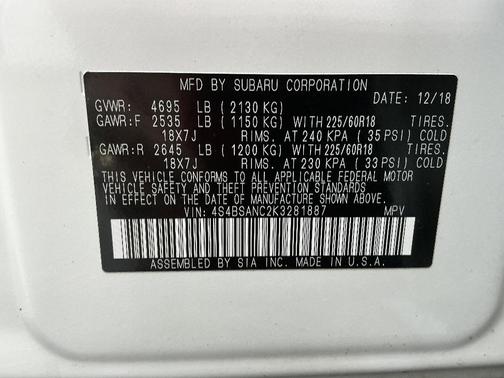 MFD BY SUBARU CORPORATION
GVWR: 4695 LB (2130 KG) DATE: 12/18
GAWR:F 2535 LB (1150 KG) WITH 225/60R18 TIRES.
18X7J RIMS. AT 240 KPA (35 PSI) COLD
GAWR:R 2645 LB (1200 KG) WITH 225/60R18 TIRES.
18X7J RIMS. AT 230 KPA (33 PSI) COLD
THIS VEHICLE CONFORMS TO ALL APPLICABLE FEDERAL MOTOR
VEHICLE SAFETY AND THEFT PREVENTION STANDARDS
IN EFFECT ON THE DATE OF MANUFACTURE SHOWN ABOVE.
VIN: 4S4BSANC2K3281887 MPV
ASSEMBLED BY SIA INC. MADE IN U.S.A.